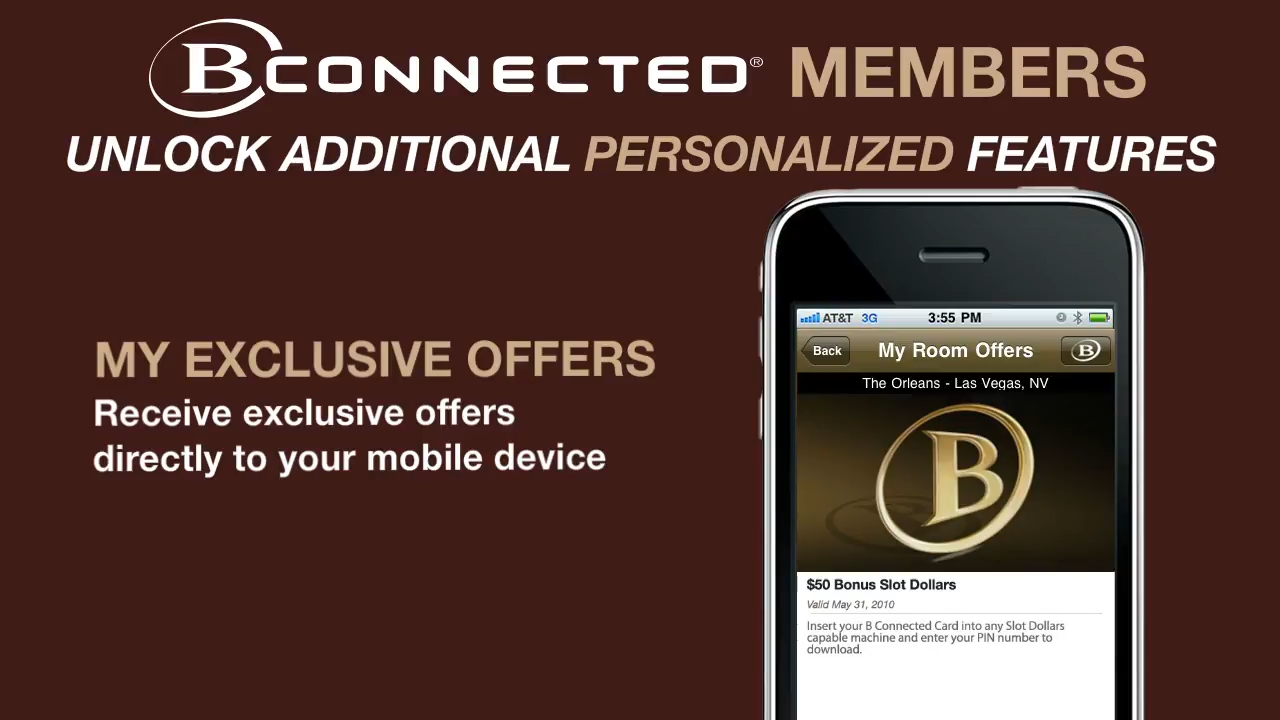 BCONNECTED® MEMBERS
UNLOCK ADDITIONAL PERSONALIZED FEATURES
MY EXCLUSIVE OFFERS
Receive exclusive offers
directly to your mobile device
AT&T 3G 3:55 PM
Back My Room Offers B
The Orleans - Las Vegas, NV
B
$50 Bonus Slot Dollars
Valid May 31, 2010
Insert your B Connected Card into any Slot Dollars
capable machine and enter your PIN number to
download.